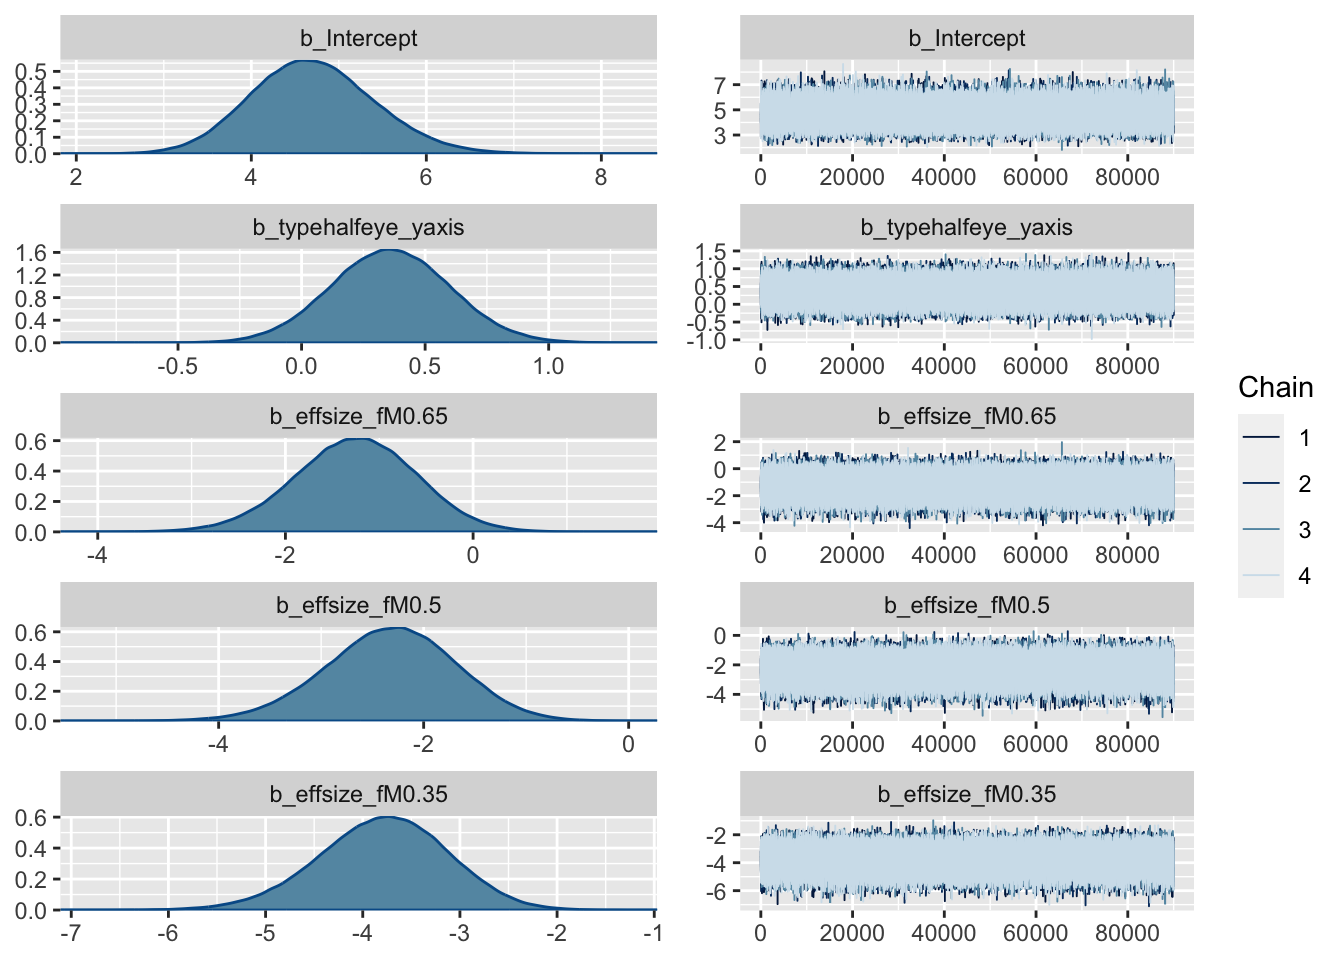 b_Intercept
0.5
0.4
0.3
0.2
0.1
0.0
2 4 6 8
b_Intercept
7
5
3
0 20000 40000 60000 80000
b_typehalfeye_yaxis
1.6
1.2
0.8
0.4
0.0
-0.5 0.0 0.5 1.0
b_typehalfeye_yaxis
1.5
1.0
0.5
0.0
-0.5
-1.0
0 20000 40000 60000 80000
b_effsize_fM0.65
0.6
0.4
0.2
0.0
-4 -2 0
b_effsize_fM0.65
2
0
-2
-4
0 20000 40000 60000 80000
b_effsize_fM0.5
0.6
0.4
0.2
0.0
-4 -2 0
b_effsize_fM0.5
0
-2
-4
0 20000 40000 60000 80000
b_effsize_fM0.35
0.6
0.4
0.2
0.0
-7 -6 -5 -4 -3 -2 -1
b_effsize_fM0.35
-2
-4
-6
0 20000 40000 60000 80000
Chain
1
2
3
4